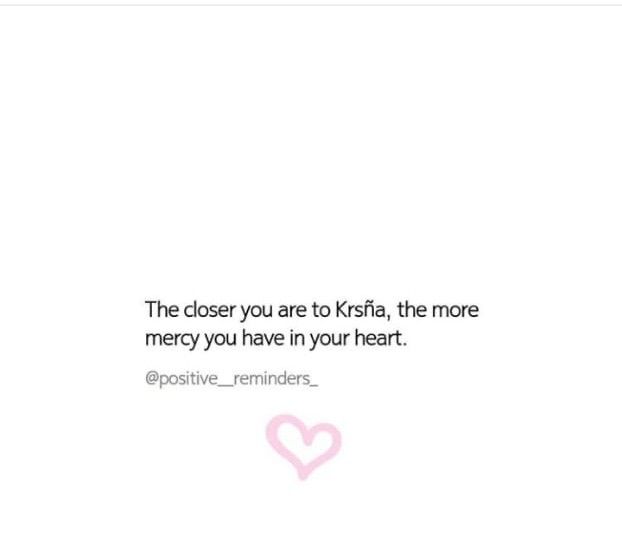 The closer you are to Krsña, the more
mercy you have in your heart.
@positive__reminders_